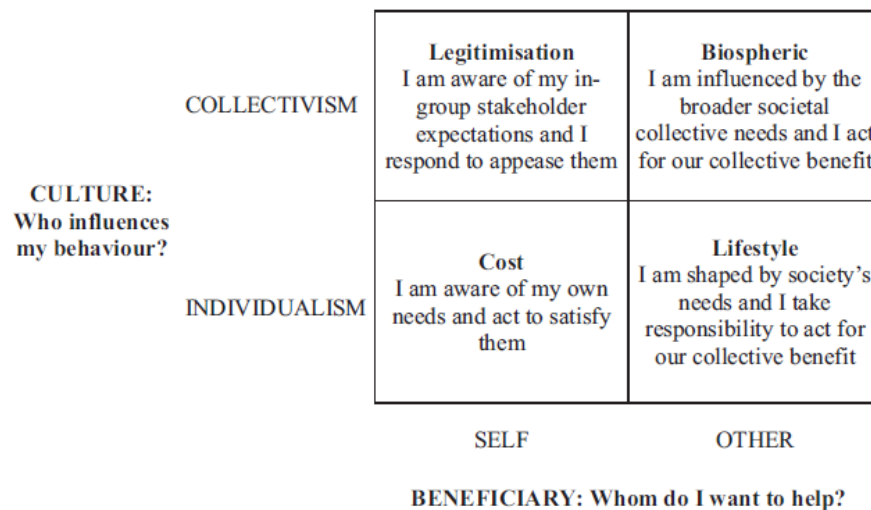 Legitimisation
I am aware of my in-
group stakeholder
expectations and I
respond to appease them
Biospheric
I am influenced by the
broader societal
collective needs and I act
for our collective benefit
COLLECTIVISM
CULTURE:
Who influences
my behaviour?
INDIVIDUALISM
Cost
I am aware of my own
needs and act to satisfy
them
Lifestyle
I am shaped by society's
needs and I take
responsibility to act for
our collective benefit
SELF
OTHER
BENEFICIARY: Whom do I want to help?